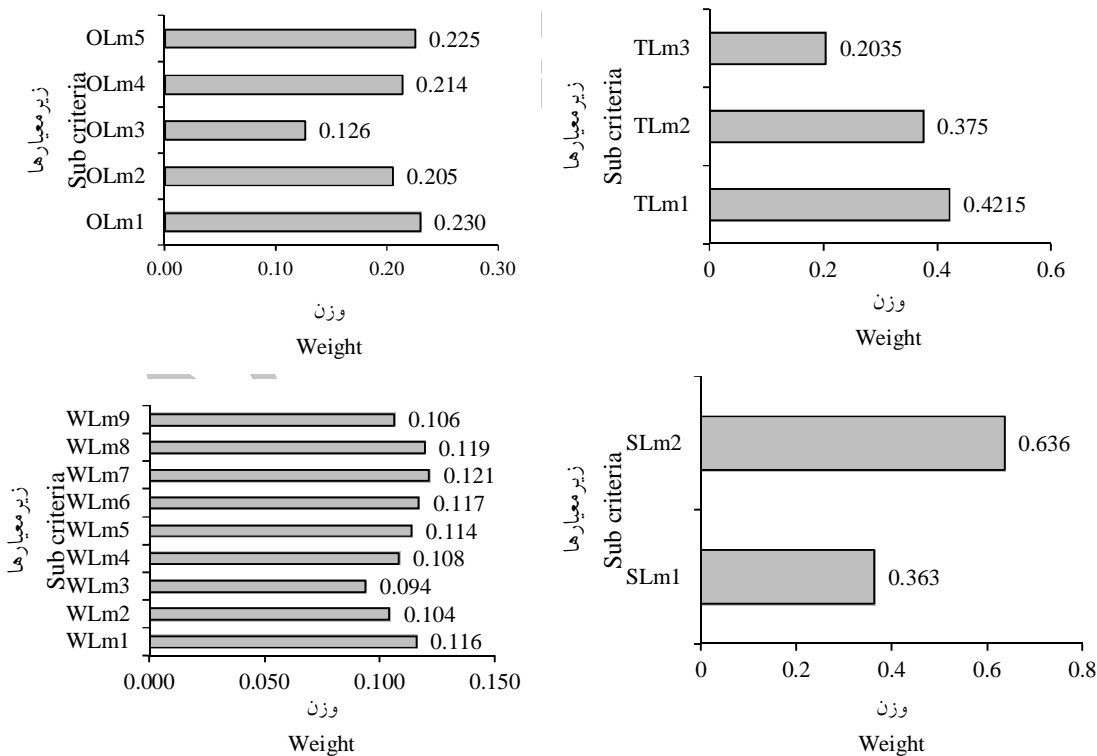 زیرمعیارها
Sub criteria
OLm5
0.225
OLm4
0.214
OLm3
0.126
OLm2
0.205
OLm1
0.230
0.00 0.10 0.20 0.30
وزن
Weight
زیرمعیارها
Sub criteria
TLm3
0.2035
TLm2
0.375
TLm1
0.4215
0 0.2 0.4 0.6
وزن
Weight
زیرمعیارها
Sub criteria
WLm9
0.106
WLm8
0.119
WLm7
0.121
WLm6
0.117
WLm5
0.114
WLm4
0.108
WLm3
0.094
WLm2
0.104
WLm1
0.116
0.000 0.050 0.100 0.150
وزن
Weight
زیرمعیارها
Sub criteria
SLm2
0.636
SLm1
0.363
0 0.2 0.4 0.6 0.8
وزن
Weight